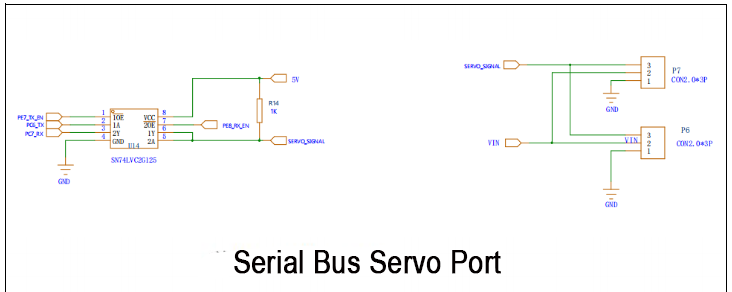 SERVO_SIGNAL
3
2
1
P7
CON2.0*3P
GND
5V
R14
1K
PE7_TX_EN
PC6_TX
PC7_RX
1
2
3
4
1OE
1A
2Y
GND
VCC
2OE
1Y
2A
8
7
6
5
U14
SN74LVC2G125
PE8_RX_EN
SERVO_SIGNAL
GND
VIN
VIN
3
2
1
P6
CON2.0*3P
GND
Serial Bus Servo Port